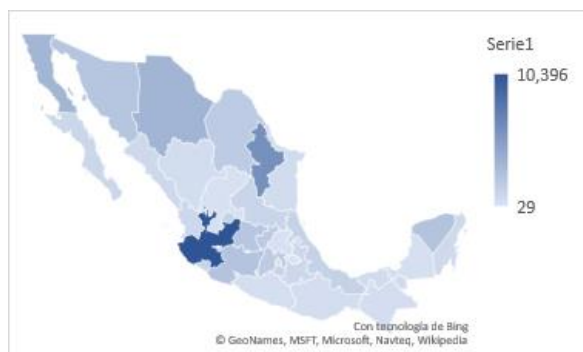 Serie1
10,396
29
Con tecnología de Bing
© GeoNames, MSFT, Microsoft, Navteq, Wikipedia